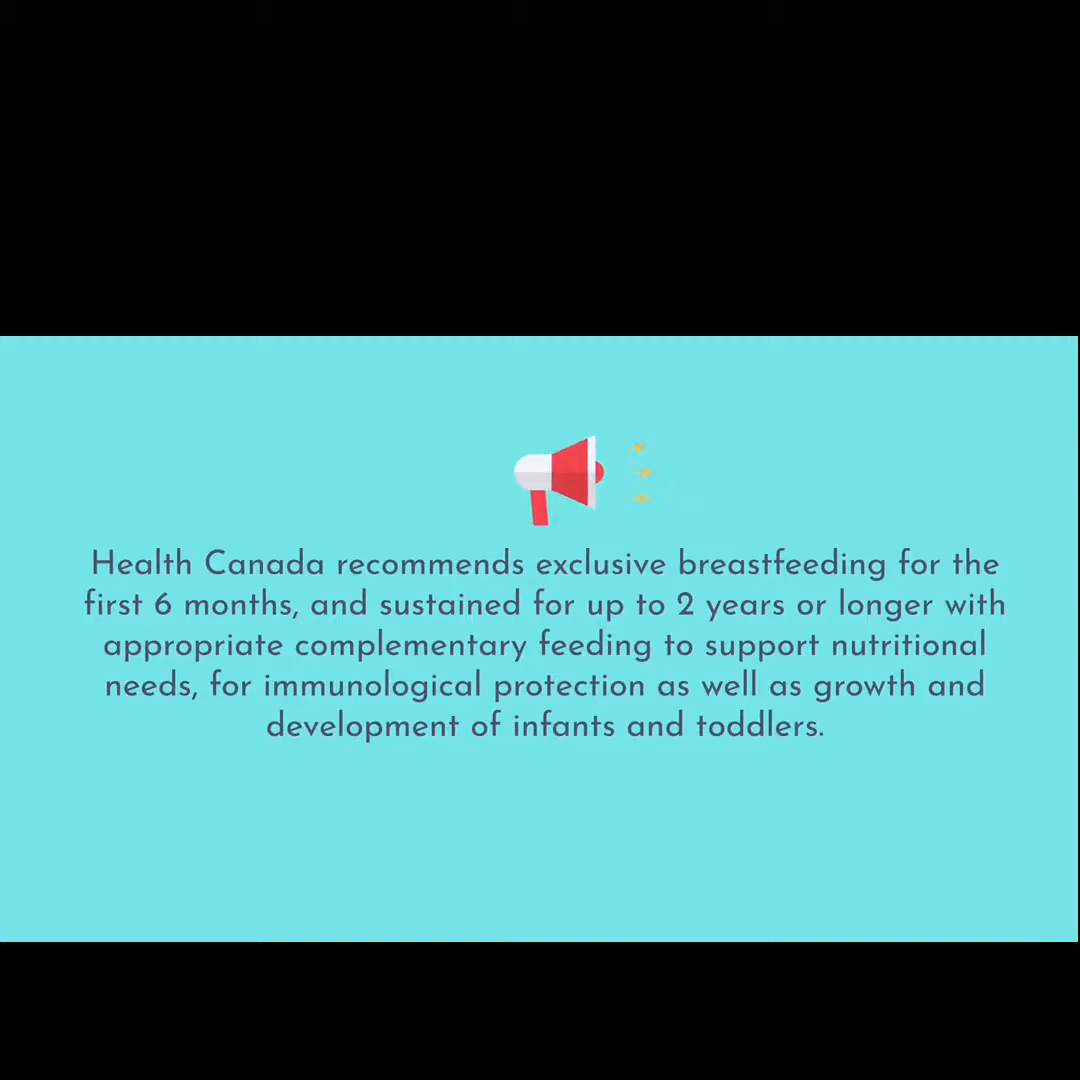 Health Canada recommends exclusive breastfeeding for the
first 6 months, and sustained for up to 2 years or longer with
appropriate complementary feeding to support nutritional
needs, for immunological protection as well as growth and
development of infants and toddlers.